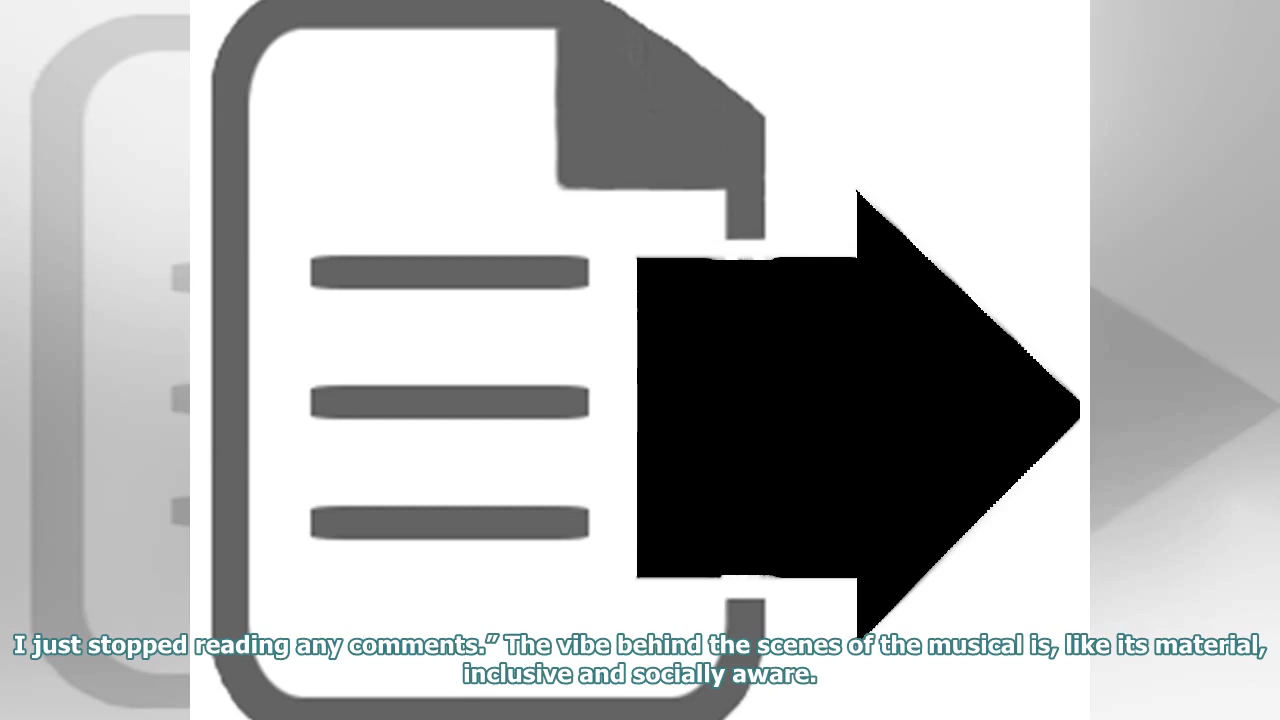 I just stopped reading any comments.” The vibe behind the scenes of the musical is, like its material,
inclusive and socially aware.